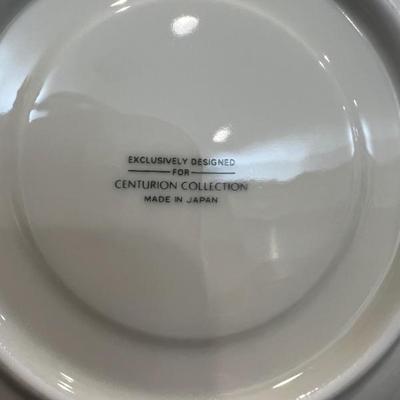 EXCLUSIVELY DESIGNED
FOR
CENTURION COLLECTION
MADE IN JAPAN